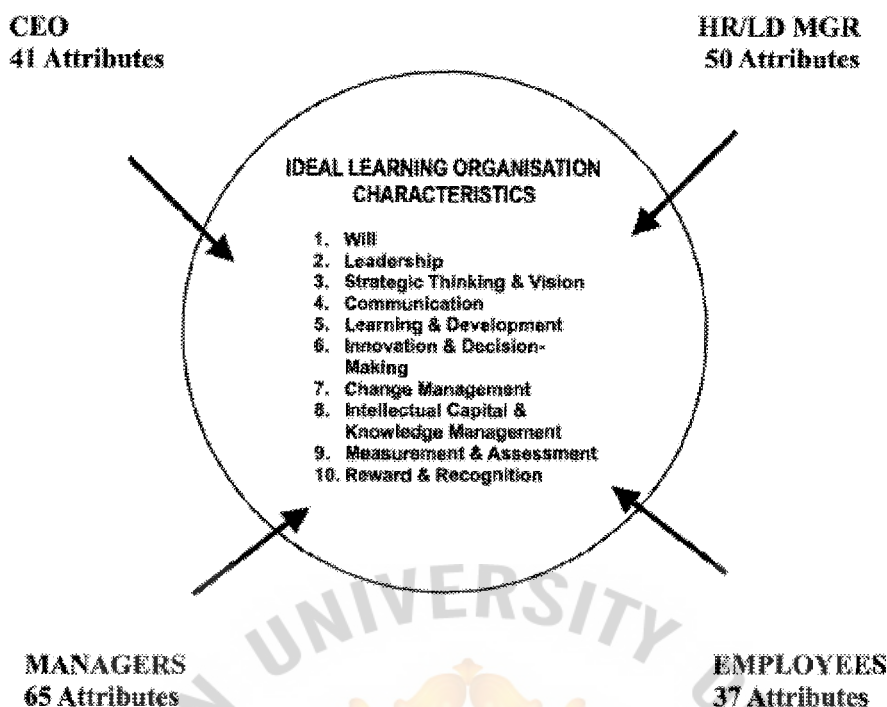 CEO
41 Attributes
HR/LD MGR
50 Attributes
IDEAL LEARNING ORGANISATION
CHARACTERISTICS
1. Will
2. Leadership
3. Strategic Thinking & Vision
4. Communication
5. Learning & Development
6. Innovation & Decision-
Making
7. Change Management
8. Intellectual Capital &
Knowledge Management
9. Measurement & Assessment
10. Reward & Recognition
UNIVERSITY
MANAGERS
65 Attributes
EMPLOYEES
37 Attributes